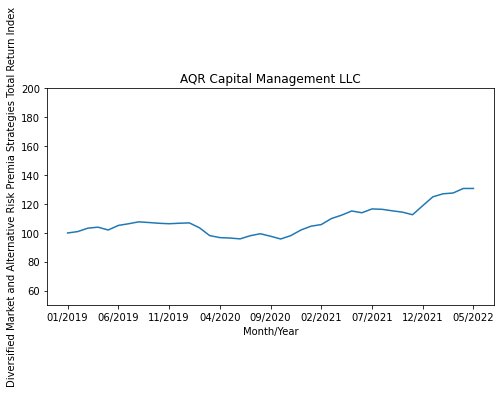 AQR Capital Management LLC
Diversified Market and Alternative Risk Premia Strategies Total Return Index
200
180
160
140
120
100
80
60
01/2019 06/2019 11/2019 04/2020 09/2020 02/2021 07/2021 12/2021 05/2022
Month/Year